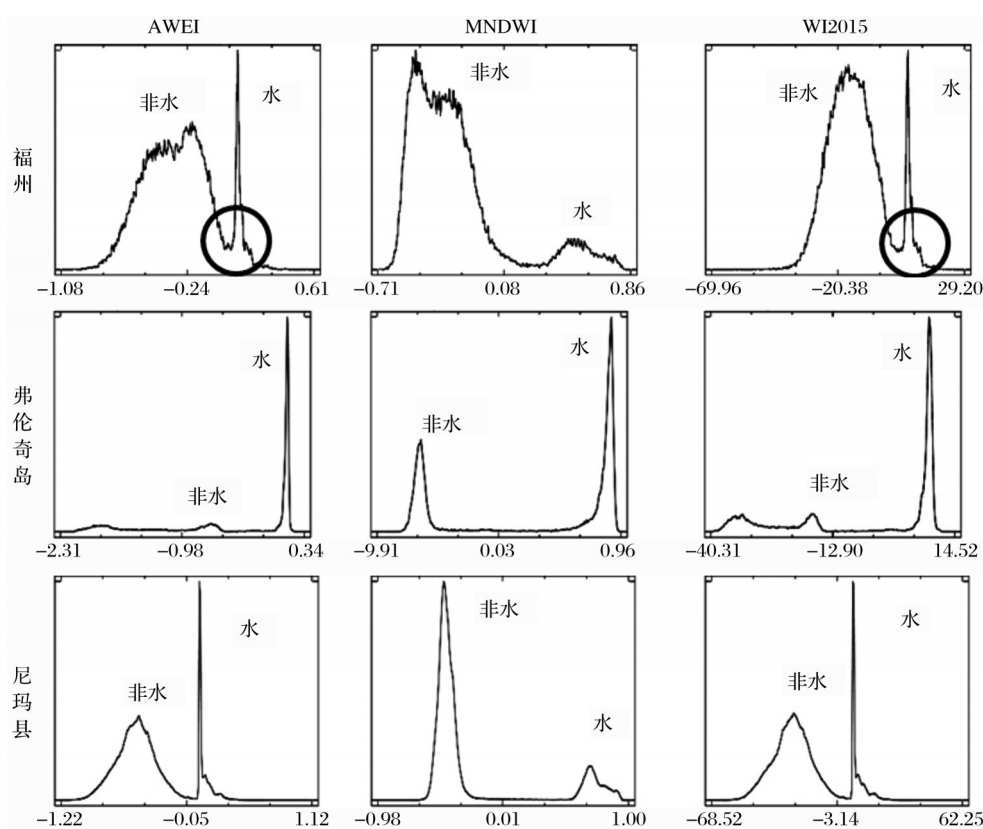 AWEI MNDWI WI2015
福州
非水 水 非水 水 非水 水
−1.08 −0.24 0.61 −0.71 0.08 0.86 −69.96 −20.38 29.20
弗伦奇岛
水 非水 水 非水 水 非水
−2.31 −0.98 0.34 −9.91 0.03 0.96 −40.31 −12.90 14.52
尼玛县
非水 水 非水 水 非水 水
−1.22 −0.05 1.12 −0.98 0.01 1.00 −68.52 −3.14 62.25